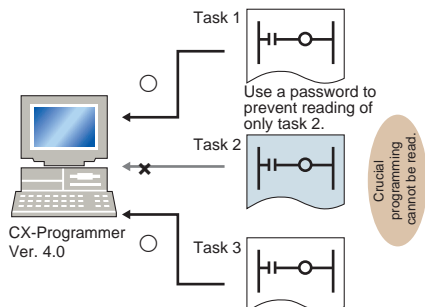 Task 1
Use a password to
prevent reading of
only task 2.
Task 2
Crucial
programming
cannot be read.
CX-Programmer
Ver. 4.0
Task 3